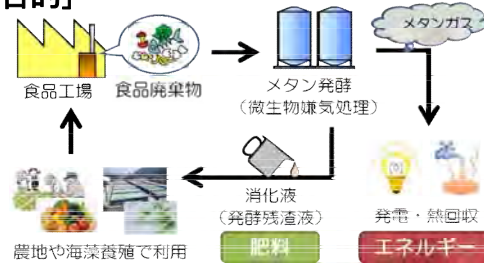 目的」
メタンガス
食品工場 食品廃棄物
メタン発酵
（微生物嫌気処理）
消化液
（発酵残渣液）
発電・熱回収
農地や海藻養殖で利用
肥料
エネルギー